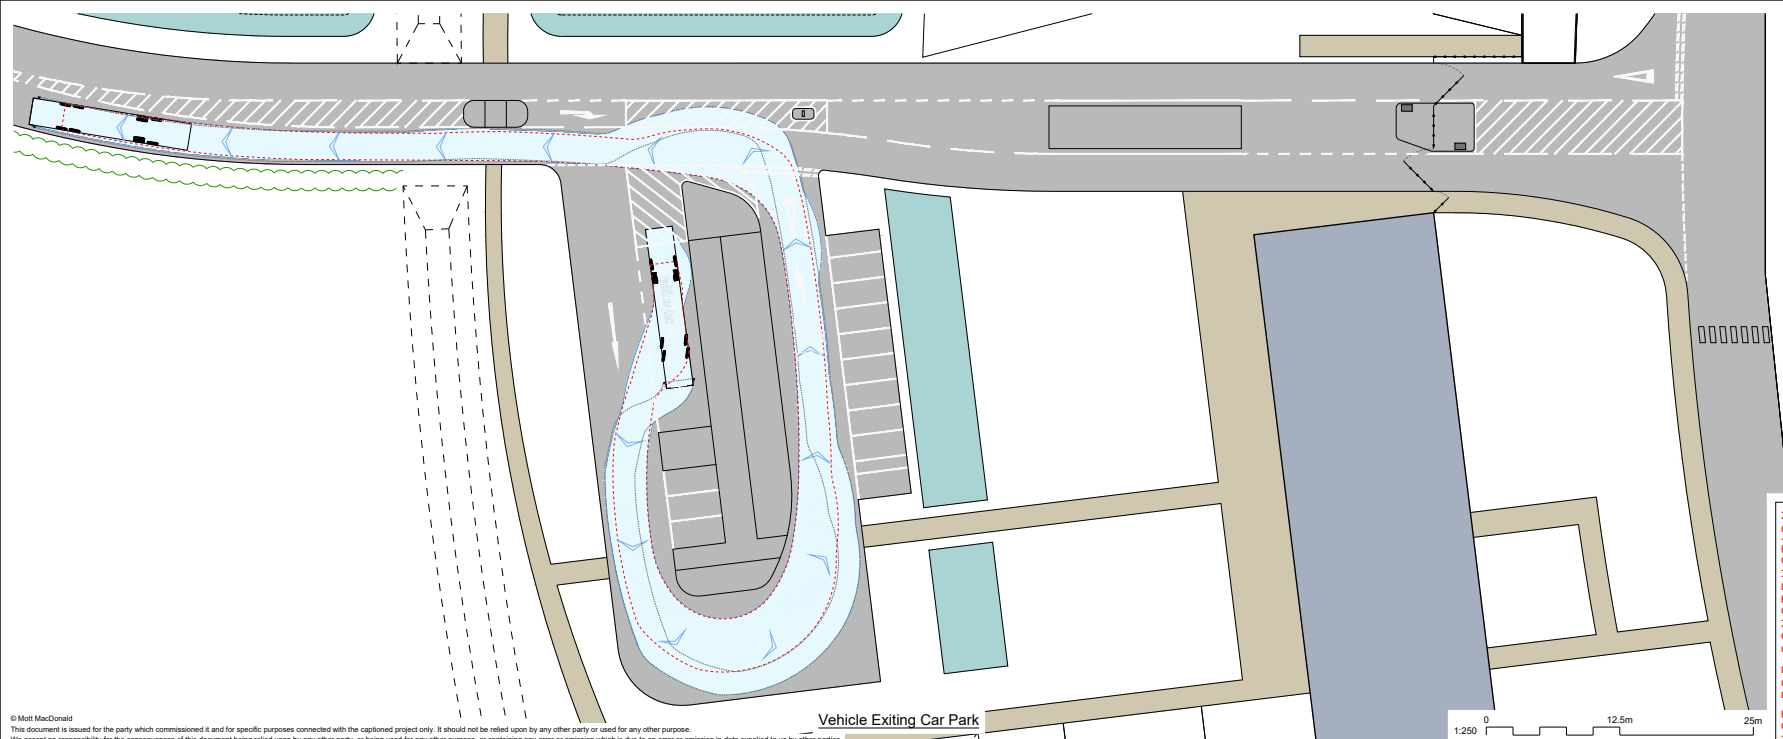 © Mott MacDonald
This document is issued for the party which commissioned it and for specific purposes connected with the captioned project only. It should not be relied upon by any other party or used for any other purpose.
Vehicle Exiting Car Park
0 12.5m 25m
1:250